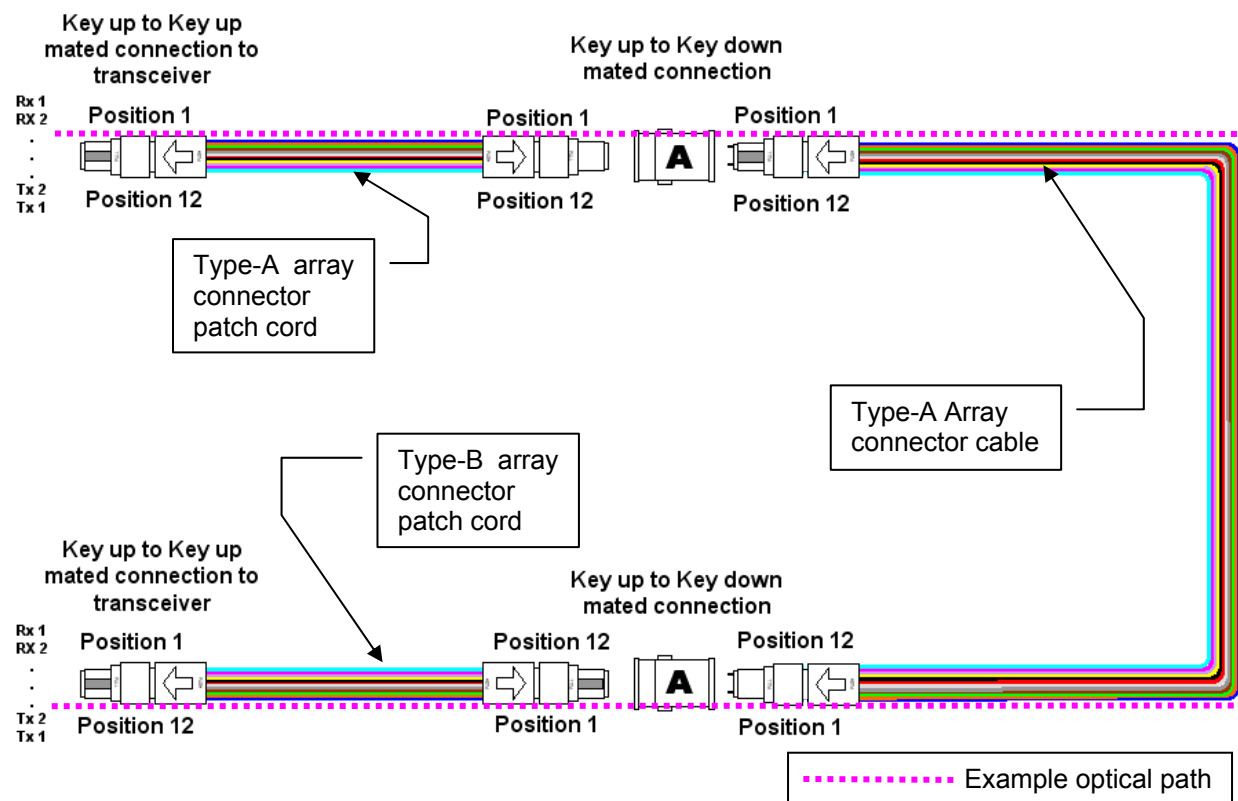 Key up to Key up
mated connection to
transceiver
Key up to Key down
mated connection
Rx 1
RX 2
.
.
.
Tx 2
Tx 1
Position 1
Position 1
Position 1
A
Position 12
Position 12
Position 12
Type-A array
connector
patch cord
Type-A Array
connector cable
Type-B array
connector
patch cord
Key up to Key up
mated connection to
transceiver
Key up to Key down
mated connection
Rx 1
RX 2
.
.
.
Tx 2
Tx 1
Position 1
Position 12
Position 12
A
Position 12
Position 1
Position 1
Example optical path